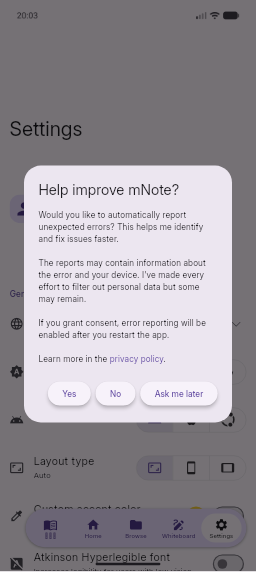 20:03
Settings
Help improve mNote?
Would you like to automatically report
unexpected errors? This helps me identify
and fix issues faster.
The reports may contain information about
the error and your device. I've made every
effort to filter out personal data but some
may remain.
If you grant consent, error reporting will be
enabled after you restart the app.
Learn more in the privacy policy.
Yes
No
Ask me later
Ger
Layout type
Auto
Custom accent color
Home
Browse
Whiteboard
Settings
Atkinson Hyperlegible font